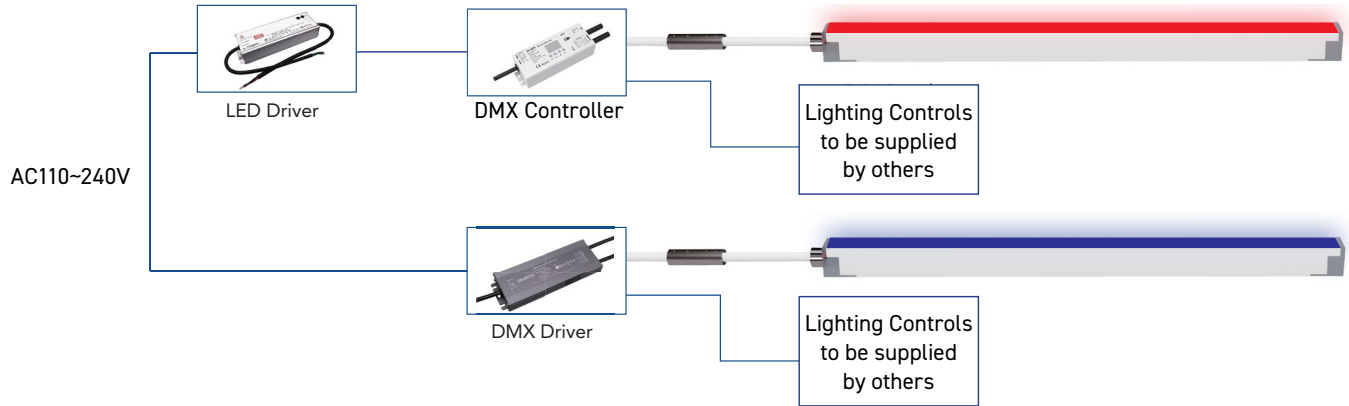 LED Driver
DMX Controller
Lighting Controls
to be supplied
by others
AC110~240V
DMX Driver
Lighting Controls
to be supplied
by others